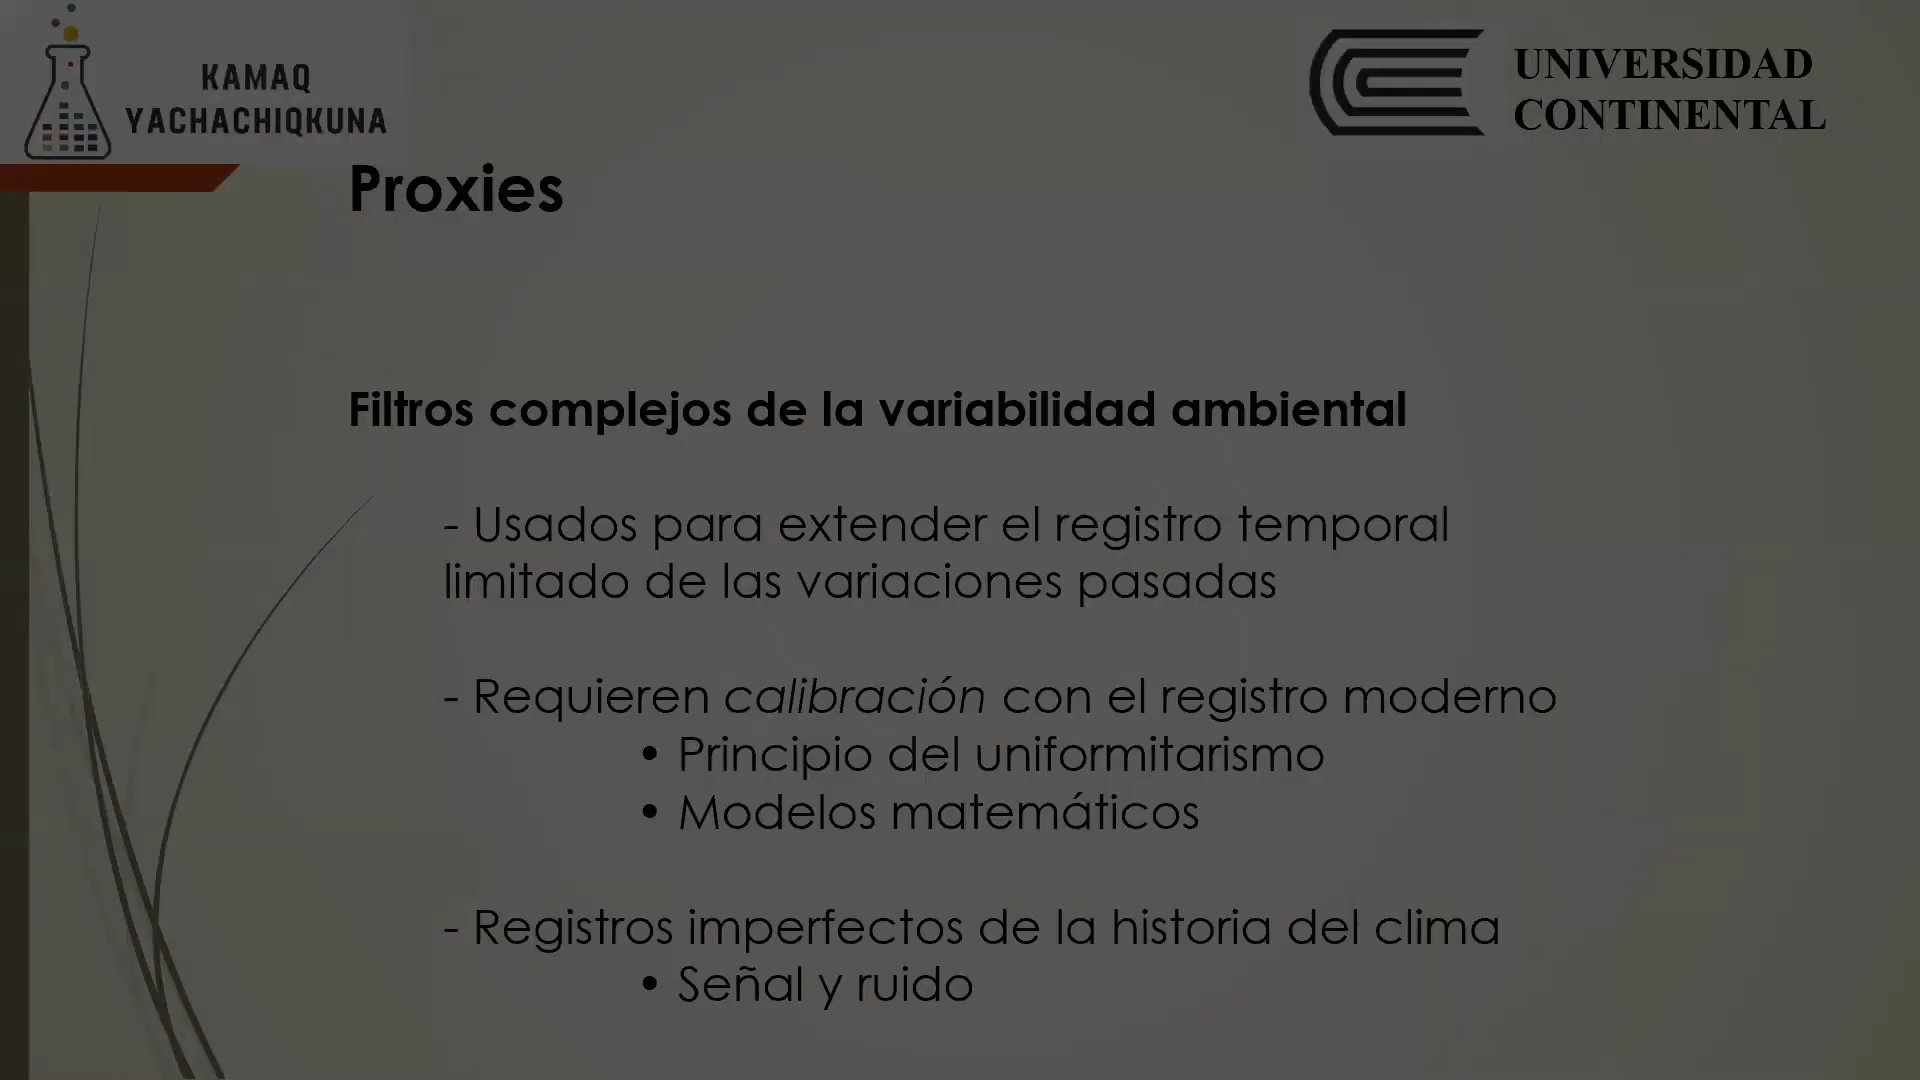 KAMAQ
YACHACHIQKUNA
UNIVERSIDAD
CONTINENTAL
Proxies
Filtros complejos de la variabilidad ambiental
- Usados para extender el registro temporal
limitado de las variaciones pasadas
- Requieren calibración con el registro moderno
• Principio del uniformitarismo
• Modelos matemáticos
- Registros imperfectos de la historia del clima
• Señal y ruido